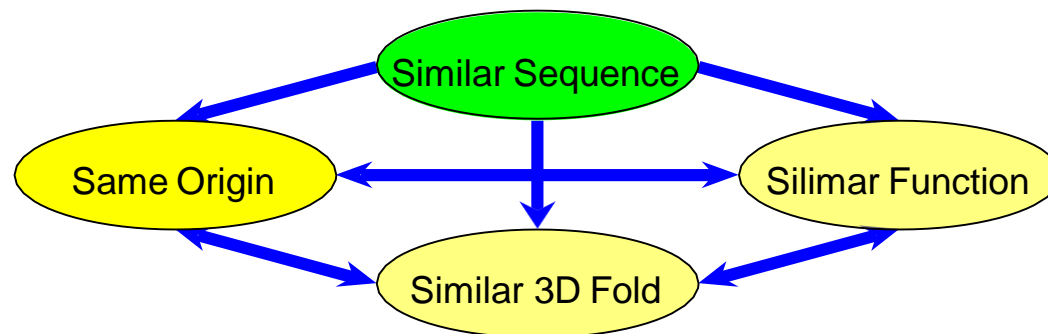 Similar Sequence
Same Origin
Silimar Function
Similar 3D Fold